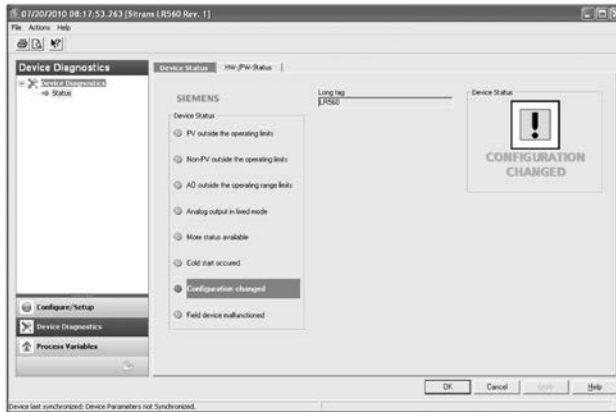 07/20/2010 08:17:53.263 [Sitrans LR560 Rev. 1]
File Actions Help
Device Diagnostics
Device Diagnostics
Status
Configure/Setup
Device Diagnostics
Process Variables
Device Status HW-/FW-Status
SIEMENS
Long tag
LR560
Device Status
PV outside the operating limits
Non-PV outside the operating limits
AO outside the operating range limits
Analog output in fixed mode
More status available
Cold start occured
Configuration changed
Field device malfunctioned
Device Status
!
CONFIGURATION
CHANGED
OK Cancel Help
Device last synchronized: Device Parameters not Synchronized.